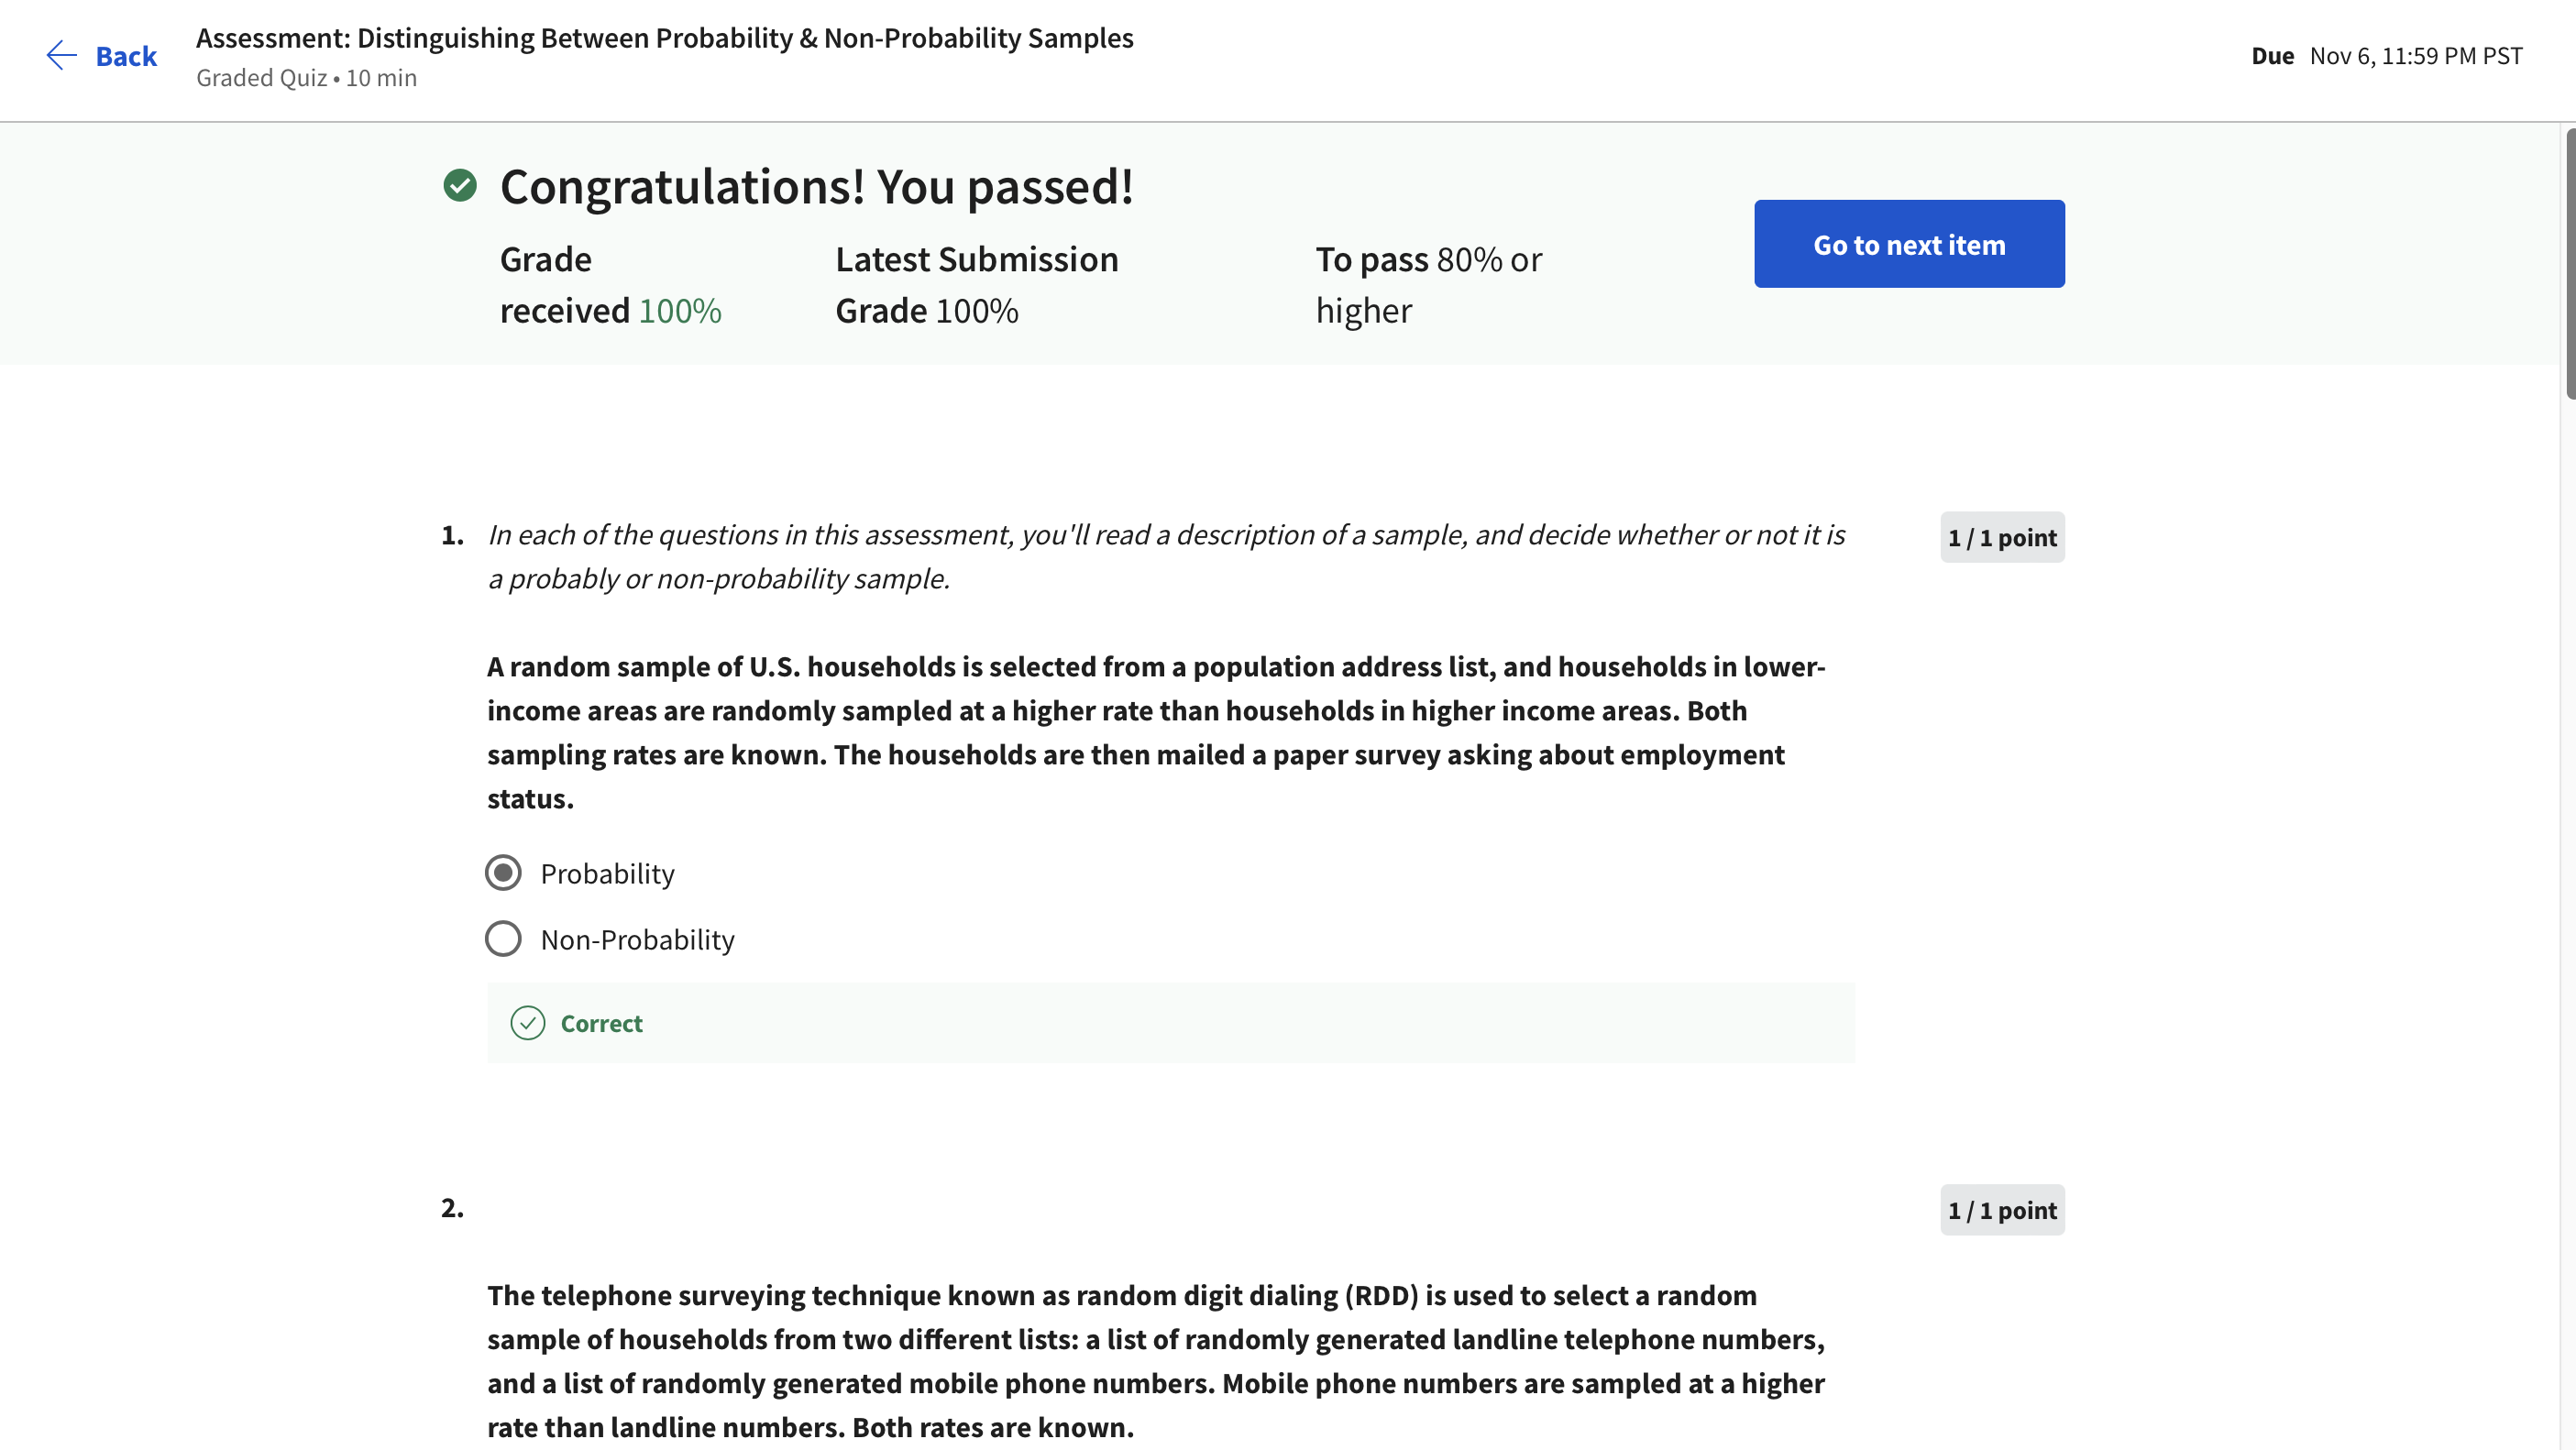 Back
Assessment: Distinguishing Between Probability & Non-Probability Samples
Graded Quiz • 10 min
Due Nov 6, 11:59 PM PST
Congratulations! You passed!
Grade
received 100%
Latest Submission
Grade 100%
To pass 80% or
higher
Go to next item
1. In each of the questions in this assessment, you'll read a description of a sample, and decide whether or not it is
a probably or non-probability sample.
1 / 1 point
A random sample of U.S. households is selected from a population address list, and households in lower-
income areas are randomly sampled at a higher rate than households in higher income areas. Both
sampling rates are known. The households are then mailed a paper survey asking about employment
status.
Probability
Non-Probability
Correct
2.
1 / 1 point
The telephone surveying technique known as random digit dialing (RDD) is used to select a random
sample of households from two different lists: a list of randomly generated landline telephone numbers,
and a list of randomly generated mobile phone numbers. Mobile phone numbers are sampled at a higher
rate than landline numbers. Both rates are known.